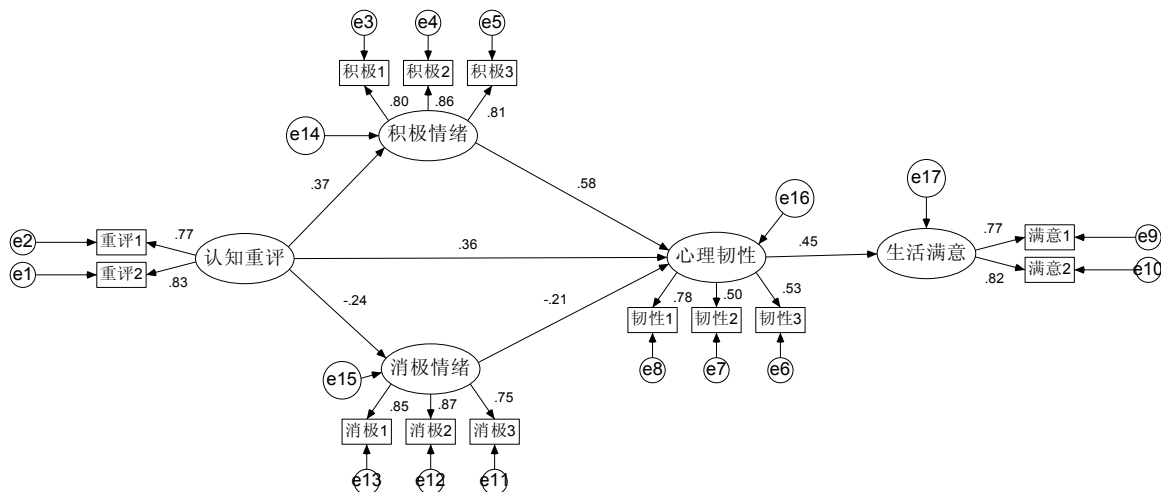 e3
e4
e5
积极1
积极2
积极3
.80
.86
.81
e14
积极情绪
.37
.58
e16
e17
e2
重评1
.77
认知重评
.36
心理韧性
.45
生活满意
.77
满意1
e9
e1
重评2
.83
.82
满意2
e10
-.24
-.21
.78
.50
.53
韧性1
韧性2
韧性3
e8
e7
e6
e15
消极情绪
.85
.87
.75
消极1
消极2
消极3
e13
e12
e11